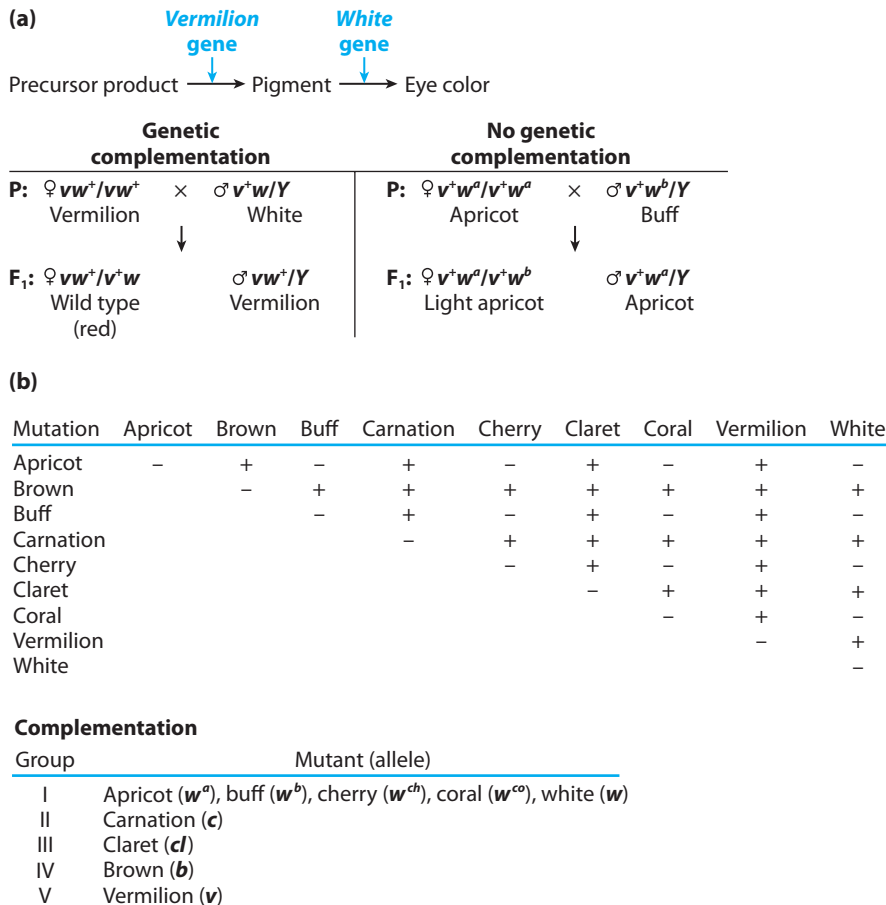 (a)
Vermilion gene
White gene
Precursor product → Pigment → Eye color
Genetic complementation
No genetic complementation
P: ♀ vw⁺/vw⁺ × ♂ v⁺w/Y
Vermilion White
F₁: ♀ vw⁺/v⁺w ♂ vw⁺/Y
Wild type (red) Vermilion
P: ♀ v⁺wᵃ/v⁺wᵃ × ♂ v⁺wᵇ/Y
Apricot Buff
F₁: ♀ v⁺wᵃ/v⁺wᵇ ♂ v⁺wᵃ/Y
Light apricot Apricot
(b)
Mutation Apricot Brown Buff Carnation Cherry Claret Coral Vermilion White
Apricot – + – + – + – + –
Brown – + + + + + + +
Buff – + – + – + –
Carnation – + + + + +
Cherry – + – + –
Claret – + + +
Coral – + –
Vermilion – +
White –
Complementation
Group Mutant (allele)
I Apricot (wᵃ), buff (wᵇ), cherry (wᶜʰ), coral (wᶜᵒ), white (w)
II Carnation (c)
III Claret (cl)
IV Brown (b)
V Vermilion (v)